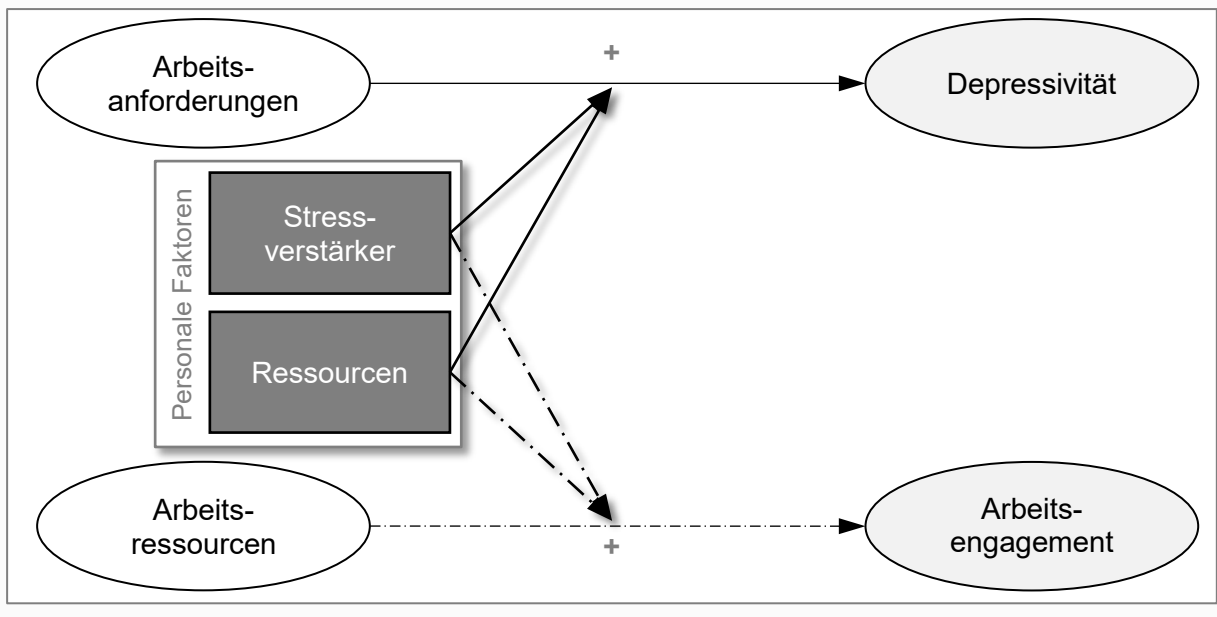 Arbeits-
anforderungen
+
Depressivität
Personale Faktoren
Stress-
verstärker
Ressourcen
Arbeits-
ressourcen
+
Arbeits-
engagement